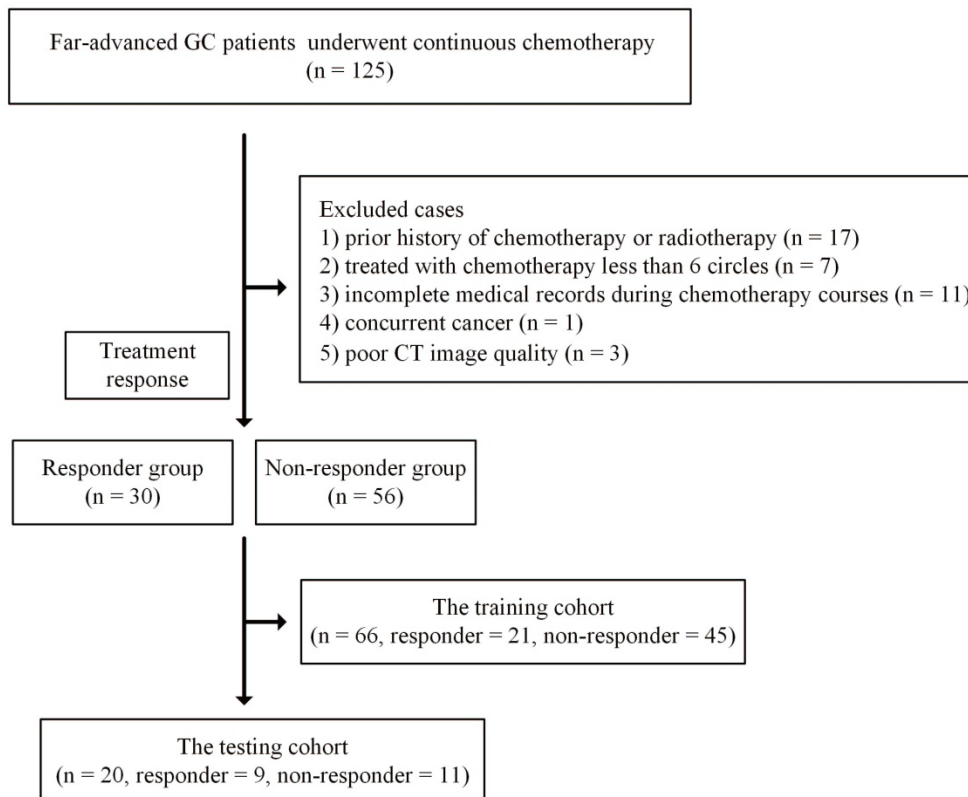 Far-advanced GC patients underwent continuous chemotherapy
(n = 125)
Excluded cases
1) prior history of chemotherapy or radiotherapy (n = 17)
2) treated with chemotherapy less than 6 circles (n = 7)
3) incomplete medical records during chemotherapy courses (n = 11)
4) concurrent cancer (n = 1)
5) poor CT image quality (n = 3)
Treatment
response
Responder group
(n = 30)
Non-responder group
(n = 56)
The training cohort
(n = 66, responder = 21, non-responder = 45)
The testing cohort
(n = 20, responder = 9, non-responder = 11)